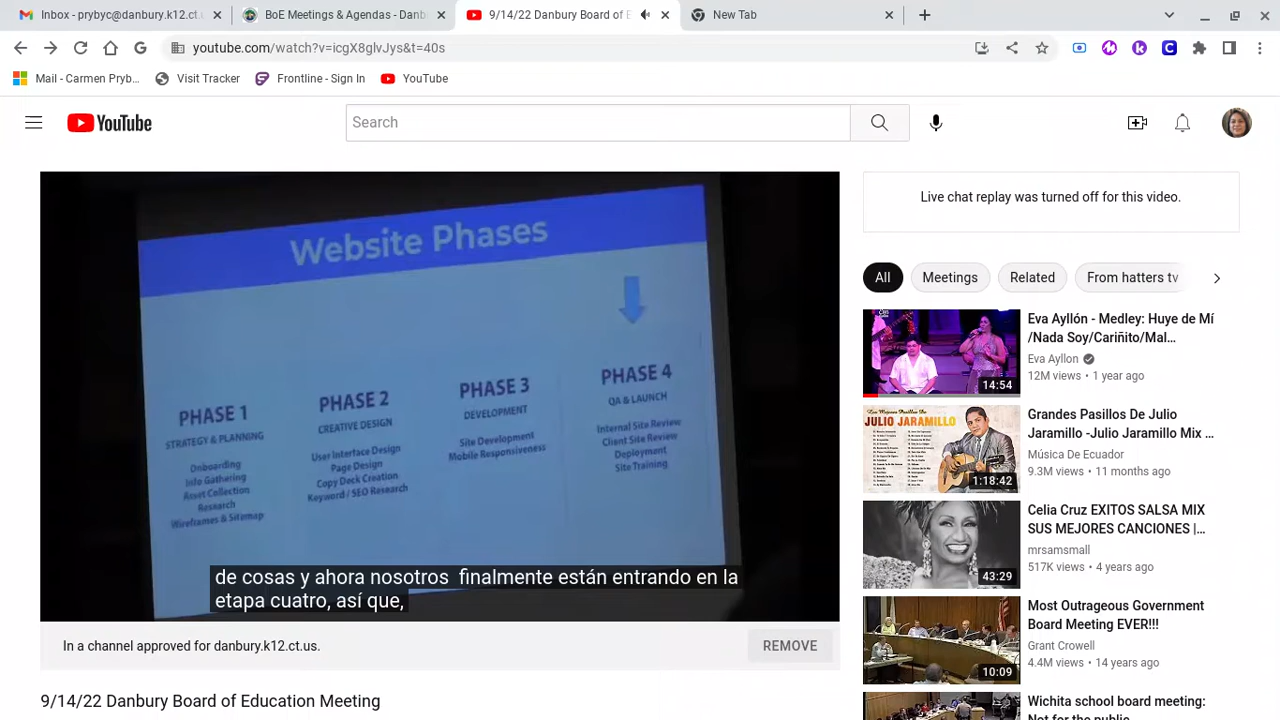 Inbox - prybyc@danbury.k12.ct.u
BoE Meetings & Agendas - Danb
9/14/22 Danbury Board of E
New Tab
youtube.com/watch?v=icgX8glvJys&t=40s
Mail - Carmen Pryb...
Visit Tracker
Frontline - Sign In
YouTube
YouTube
Search
Live chat replay was turned off for this video.
All
Meetings
Related
From hatters tv
Website Phases
PHASE 1
STRATEGY & PLANNING
Onboarding
Info Gathering
Asset Collection
Research
Wireframes & Sitemap
PHASE 2
CREATIVE DESIGN
User Interface Design
Page Design
Copy Deck Creation
Keyword / SEO Research
PHASE 3
DEVELOPMENT
Site Development
Mobile Responsiveness
PHASE 4
QA & LAUNCH
Internal Site Review
Client Site Review
Deployment
Site Training
de cosas y ahora nosotros finalmente están entrando en la
etapa cuatro, así que,
In a channel approved for danbury.k12.ct.us.
REMOVE
9/14/22 Danbury Board of Education Meeting
Eva Ayllón - Medley: Huye de Mí
/Nada Soy/Cariñito/Mal...
Eva Ayllon
12M views • 1 year ago
14:54
Los Mejores Pasillos De
JULIO JARAMILLO
Grandes Pasillos De Julio
Jaramillo -Julio Jaramillo Mix ...
Música De Ecuador
9.3M views • 11 months ago
1:18:42
Celia Cruz EXITOS SALSA MIX
SUS MEJORES CANCIONES |...
mrsamsmall
517K views • 4 years ago
43:29
Most Outrageous Government
Board Meeting EVER!!!
Grant Crowell
4.4M views • 14 years ago
10:09
Wichita school board meeting:
Not for the public